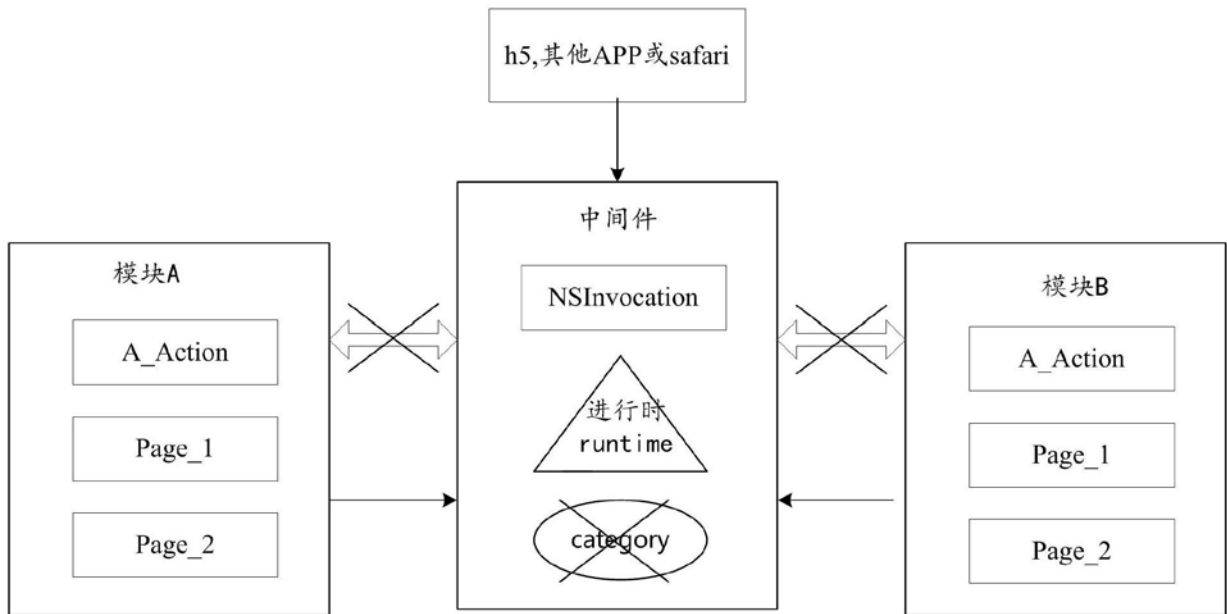 h5,其他APP或safari
中间件
模块A
NSInvocation
模块B
A_Action
A_Action
进行时
runtime
Page_1
Page_1
Page_2
category
Page_2